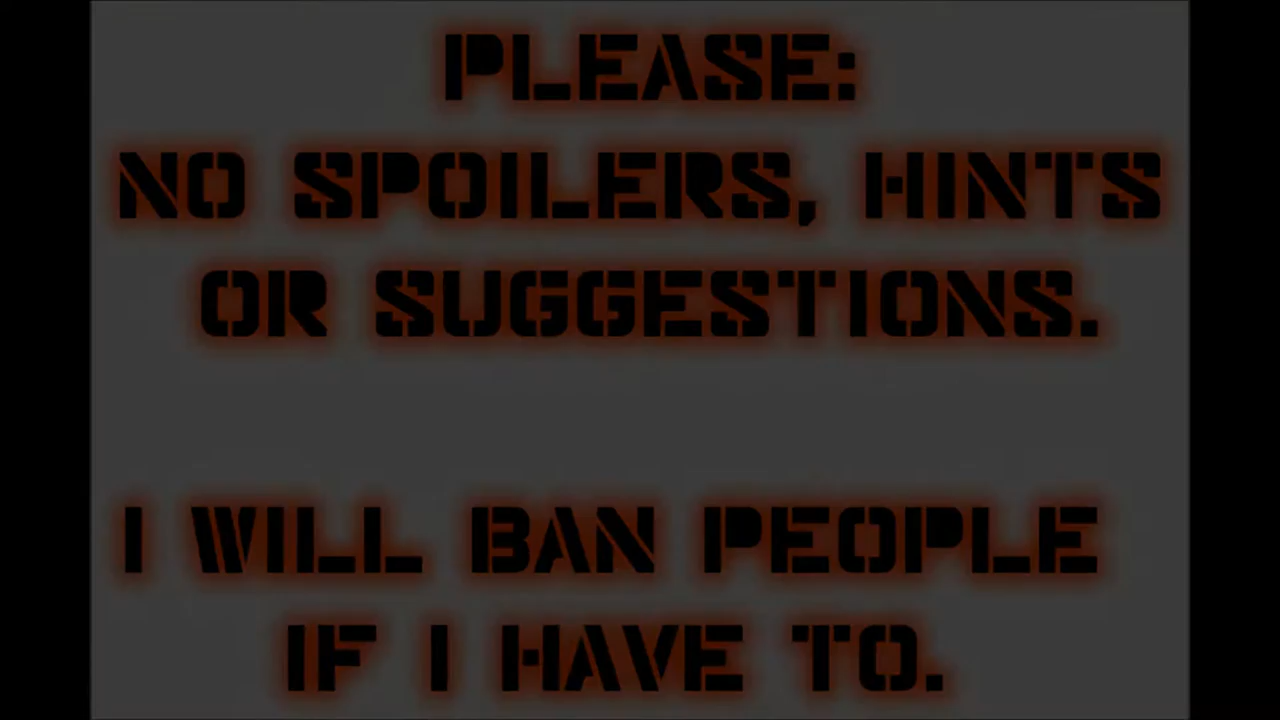 PLEASE:
NO SPOILERS, HINTS
OR SUGGESTIONS.
I WILL BAN PEOPLE
IF I HAVE TO.